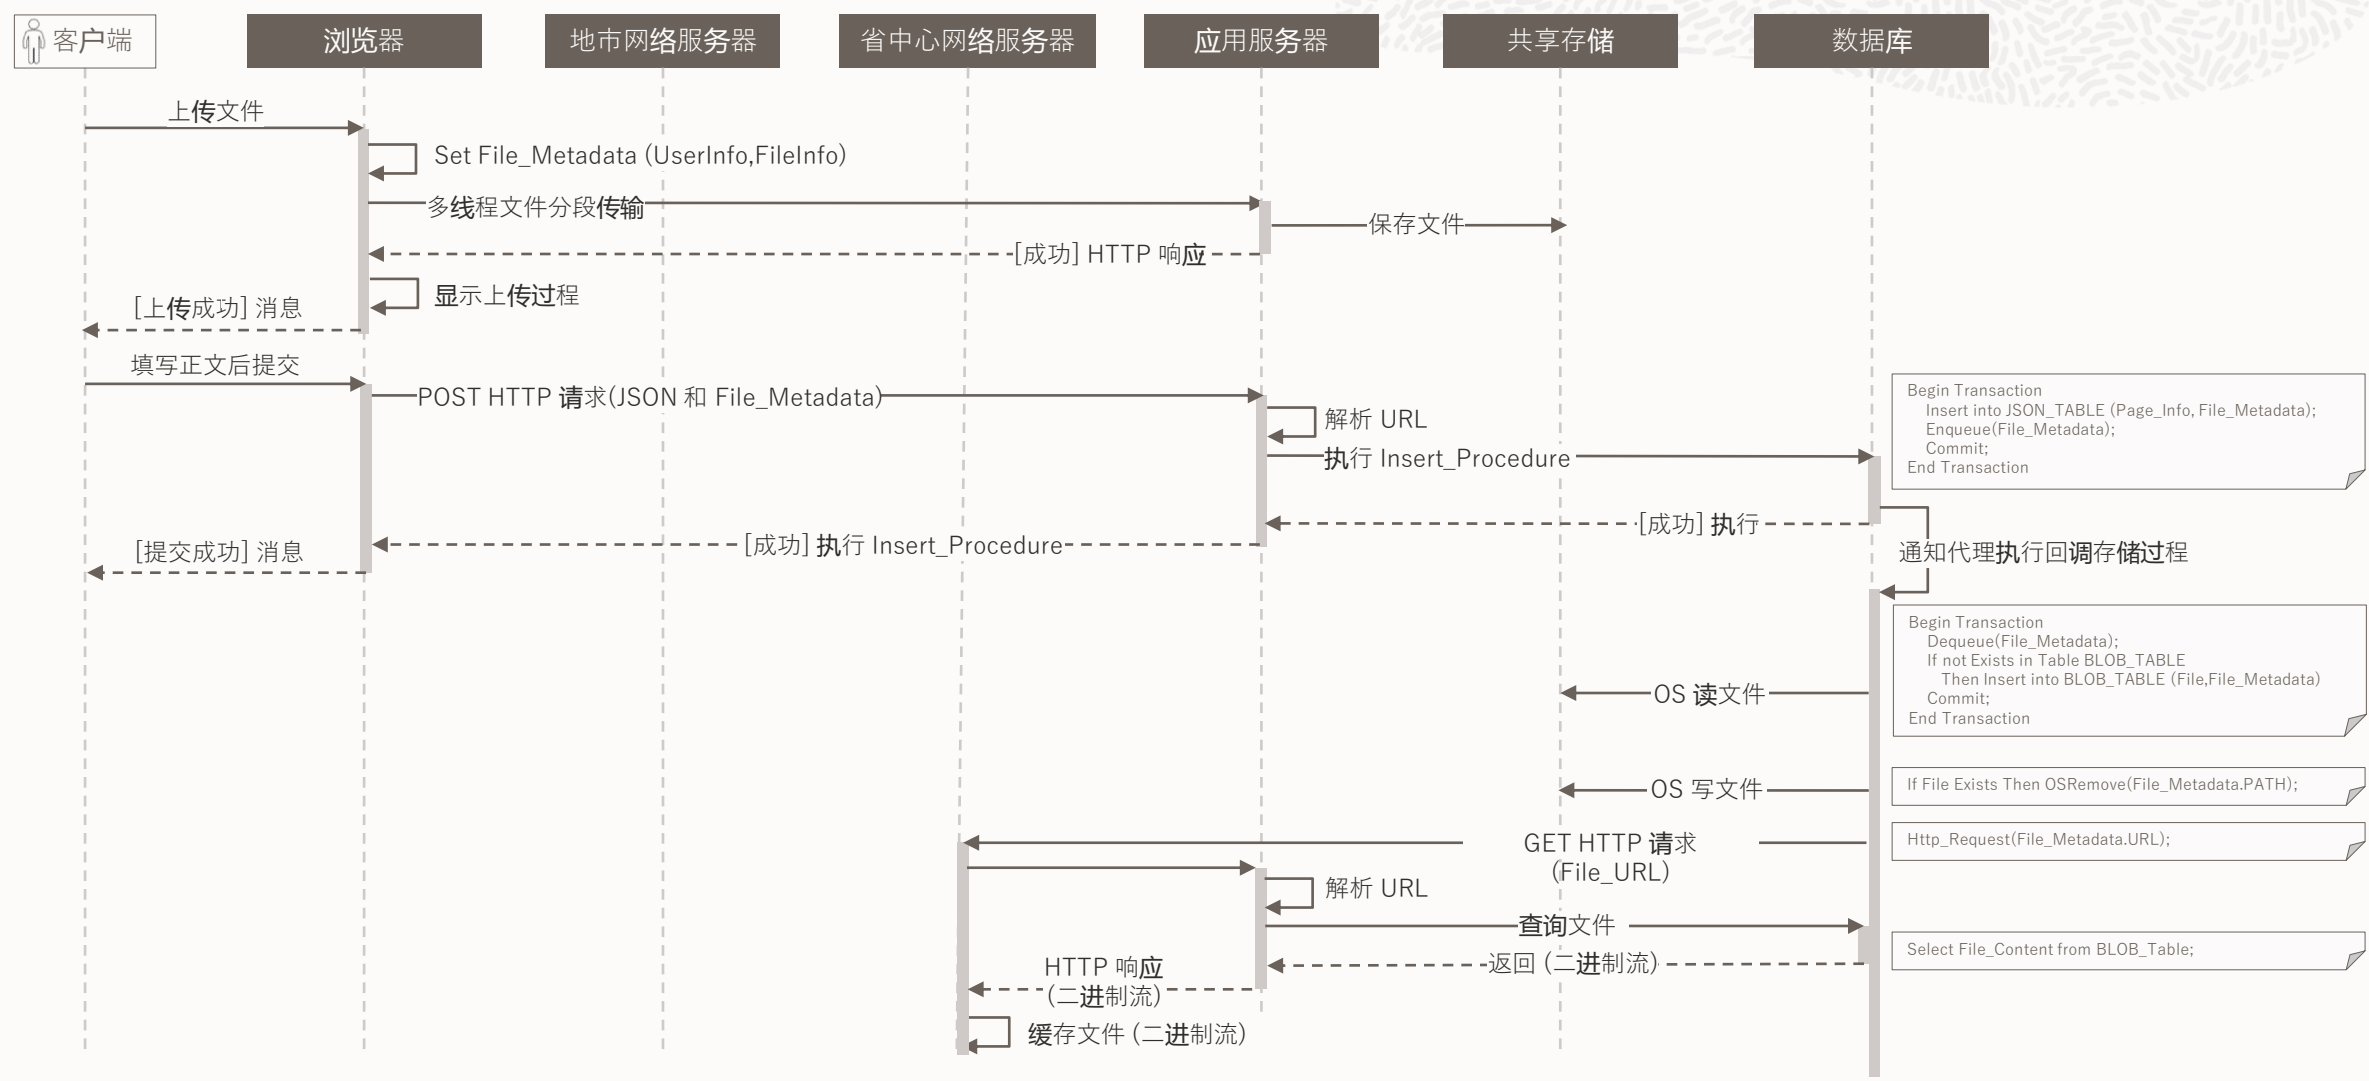 客户端
浏览器
地市网络服务器
省中心网络服务器
应用服务器
共享存储
数据库
上传文件
Set File_Metadata (UserInfo,FileInfo)
多线程文件分段传输
保存文件
[成功] HTTP 响应
显示上传过程
[上传成功] 消息
填写正文后提交
POST HTTP 请求(JSON 和 File_Metadata)
解析 URL
执行 Insert_Procedure
Begin Transaction
Insert into JSON_TABLE (Page_Info, File_Metadata);
Enqueue(File_Metadata);
Commit;
End Transaction
[成功] 执行
[成功] 执行 Insert_Procedure
[提交成功] 消息
通知代理执行回调存储过程
Begin Transaction
Dequeue(File_Metadata);
If not Exists in Table BLOB_TABLE
Then Insert into BLOB_TABLE (File,File_Metadata)
Commit;
End Transaction
OS 读文件
OS 写文件
If File Exists Then OSRemove(File_Metadata.PATH);
GET HTTP 请求
(File_URL)
Http_Request(File_Metadata.URL);
解析 URL
查询文件
返回 (二进制流)
Select File_Content from BLOB_Table;
HTTP 响应
(二进制流)
缓存文件 (二进制流)